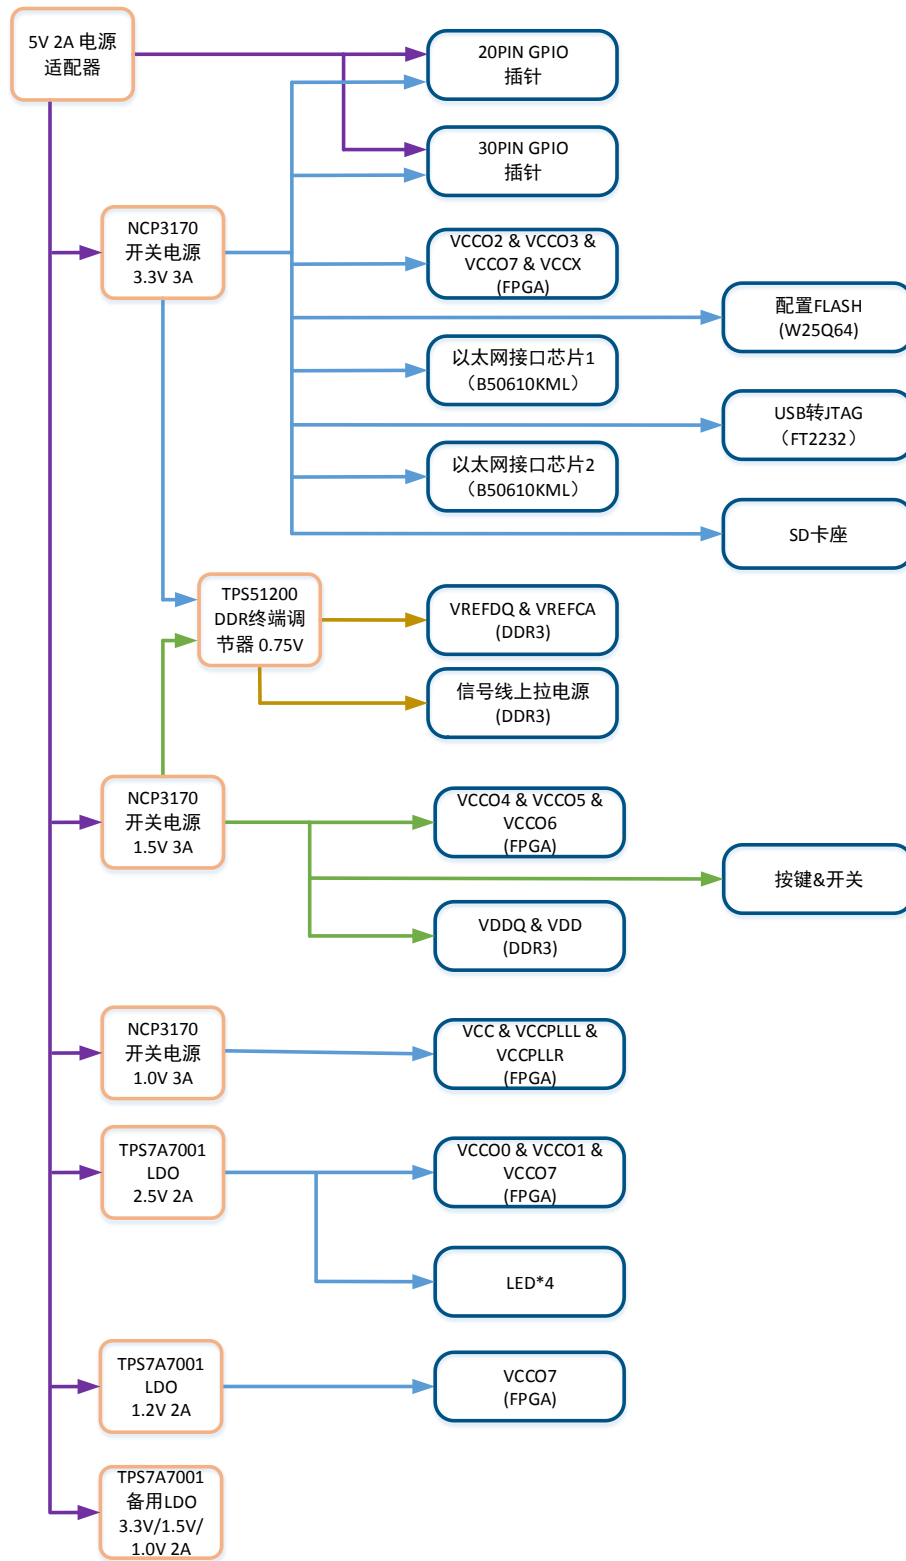 5V 2A 电源
适配器
20PIN GPIO
插针
30PIN GPIO
插针
NCP3170
开关电源
3.3V 3A
VCCO2 & VCCO3 &
VCCO7 & VCCX
(FPGA)
配置FLASH
(W25Q64)
以太网接口芯片1
（B50610KML）
USB转JTAG
（FT2232）
以太网接口芯片2
（B50610KML）
SD卡座
TPS51200
DDR终端调
节器 0.75V
VREFDQ & VREFCA
(DDR3)
信号线上拉电源
(DDR3)
NCP3170
开关电源
1.5V 3A
VCCO4 & VCCO5 &
VCCO6
(FPGA)
按键&开关
VDDQ & VDD
(DDR3)
NCP3170
开关电源
1.0V 3A
VCC & VCCPLLL &
VCCPLLR
(FPGA)
TPS7A7001
LDO
2.5V 2A
VCCO0 & VCCO1 &
VCCO7
(FPGA)
LED*4
TPS7A7001
LDO
1.2V 2A
VCCO7
(FPGA)
TPS7A7001
备用LDO
3.3V/1.5V/
1.0V 2A